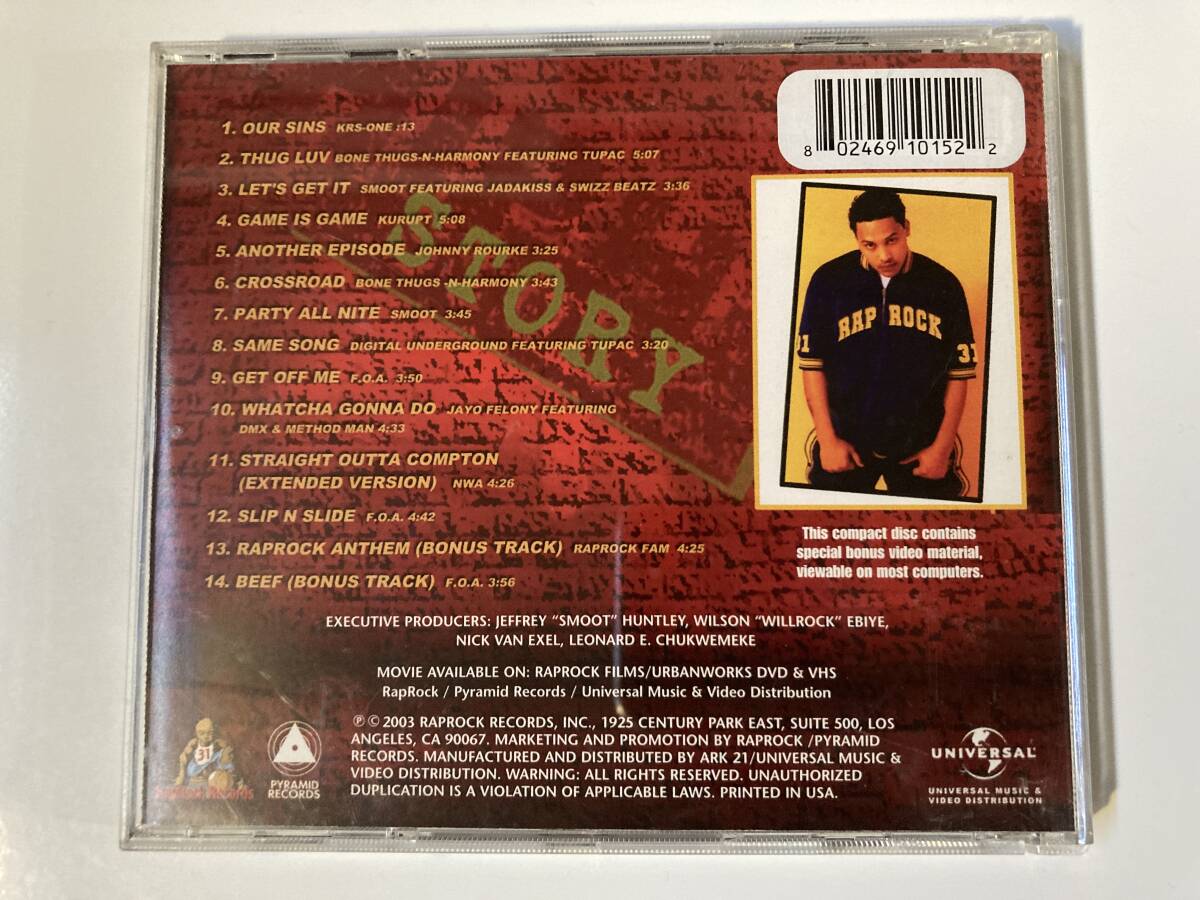 1. OUR SINS KRS-ONE :13
2. THUG LUV BONE THUGS-N-HARMONY FEATURING TUPAC 5:07
3. LET'S GET IT SMOOT FEATURING JADAKISS & SWIZZ BEATZ 3:36
4. GAME IS GAME KURUPT 5:08
5. ANOTHER EPISODE JOHNNY ROURKE 3:25
6. CROSSROAD BONE THUGS -N-HARMONY 3:43
7. PARTY ALL NITE SMOOT 3:45
8. SAME SONG DIGITAL UNDERGROUND FEATURING TUPAC 3:20
9. GET OFF ME F.O.A. 3:50
10. WHATCHA GONNA DO JAYO FELONY FEATURING
DMX & METHOD MAN 4:33
11. STRAIGHT OUTTA COMPTON
(EXTENDED VERSION) NWA 4:26
12. SLIP N SLIDE F.O.A. 4:42
13. RAPROCK ANTHEM (BONUS TRACK) RAPROCK FAM 4:25
14. BEEF (BONUS TRACK) F.O.A. 3:56
STORY
8 02469 10152 2
RAP ROCK
31 31
This compact disc contains
special bonus video material,
viewable on most computers.
EXECUTIVE PRODUCERS: JEFFREY "SMOOT" HUNTLEY, WILSON "WILLROCK" EBIYE,
NICK VAN EXEL, LEONARD E. CHUKWEMEKE
MOVIE AVAILABLE ON: RAPROCK FILMS/URBANWORKS DVD & VHS
RapRock / Pyramid Records / Universal Music & Video Distribution
℗ © 2003 RAPROCK RECORDS, INC., 1925 CENTURY PARK EAST, SUITE 500, LOS
ANGELES, CA 90067. MARKETING AND PROMOTION BY RAPROCK /PYRAMID
RECORDS. MANUFACTURED AND DISTRIBUTED BY ARK 21/UNIVERSAL MUSIC &
VIDEO DISTRIBUTION. WARNING: ALL RIGHTS RESERVED. UNAUTHORIZED
DUPLICATION IS A VIOLATION OF APPLICABLE LAWS. PRINTED IN USA.
31
Records
PYRAMID
RECORDS
UNIVERSAL
UNIVERSAL MUSIC &
VIDEO DISTRIBUTION